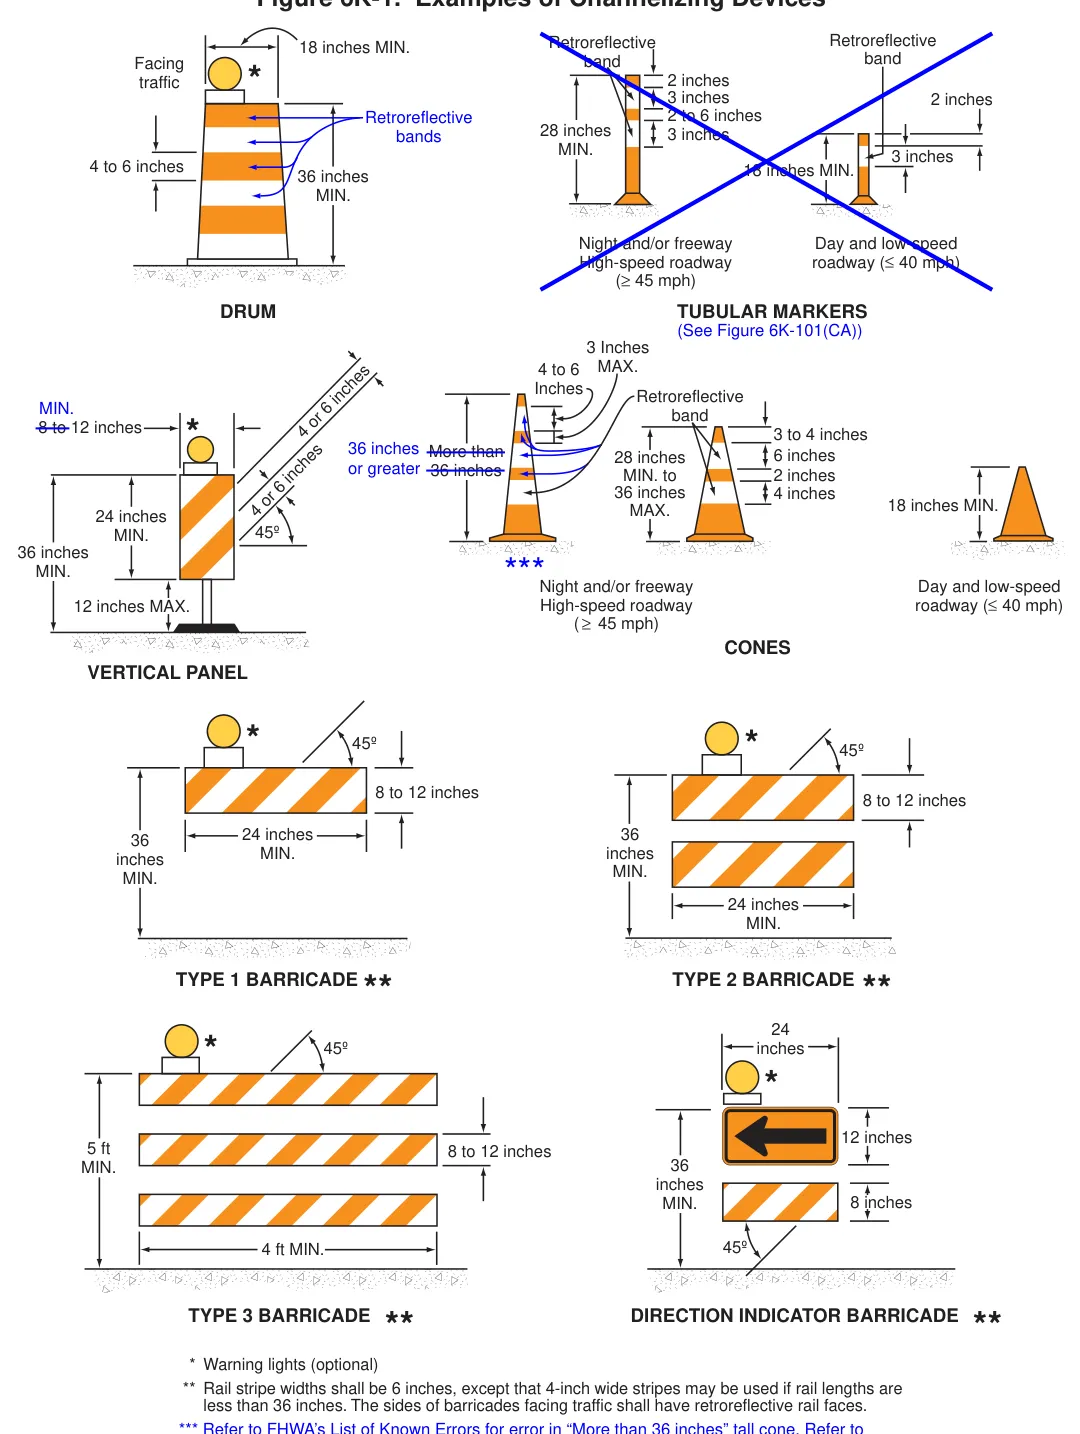 Figure 6K-1. Examples of Channelizing Devices
18 inches MIN.
Facing
traffic
*
Retroreflective
bands
4 to 6 inches
36 inches
MIN.
DRUM
Retroreflective
band
2 inches
3 inches
2 to 6 inches
3 inches
28 inches
MIN.
Night and/or freeway
High-speed roadway
(≥ 45 mph)
Retroreflective
band
2 inches
3 inches
18 inches MIN.
Day and low-speed
roadway (≤ 40 mph)
TUBULAR MARKERS
(See Figure 6K-101(CA))
MIN.
8 to 12 inches
*
4 or 6 inches
4 or 6 inches
45º
24 inches
MIN.
36 inches
MIN.
12 inches MAX.
VERTICAL PANEL
3 Inches
MAX.
4 to 6
Inches
Retroreflective
band
36 inches
or greater
More than
36 inches
***
28 inches
MIN. to
36 inches
MAX.
3 to 4 inches
6 inches
2 inches
4 inches
Night and/or freeway
High-speed roadway
(≥ 45 mph)
18 inches MIN.
Day and low-speed
roadway (≤ 40 mph)
CONES
*
45º
8 to 12 inches
24 inches
MIN.
36
inches
MIN.
TYPE 1 BARRICADE **
*
45º
8 to 12 inches
36
inches
MIN.
24 inches
MIN.
TYPE 2 BARRICADE **
*
45º
5 ft
MIN.
8 to 12 inches
4 ft MIN.
TYPE 3 BARRICADE **
24
inches
*
12 inches
36
inches
MIN.
8 inches
45º
DIRECTION INDICATOR BARRICADE **
* Warning lights (optional)
** Rail stripe widths shall be 6 inches, except that 4-inch wide stripes may be used if rail lengths are
less than 36 inches. The sides of barricades facing traffic shall have retroreflective rail faces.
*** Refer to FHWA's List of Known Errors for error in “More than 36 inches” tall cone. Refer to